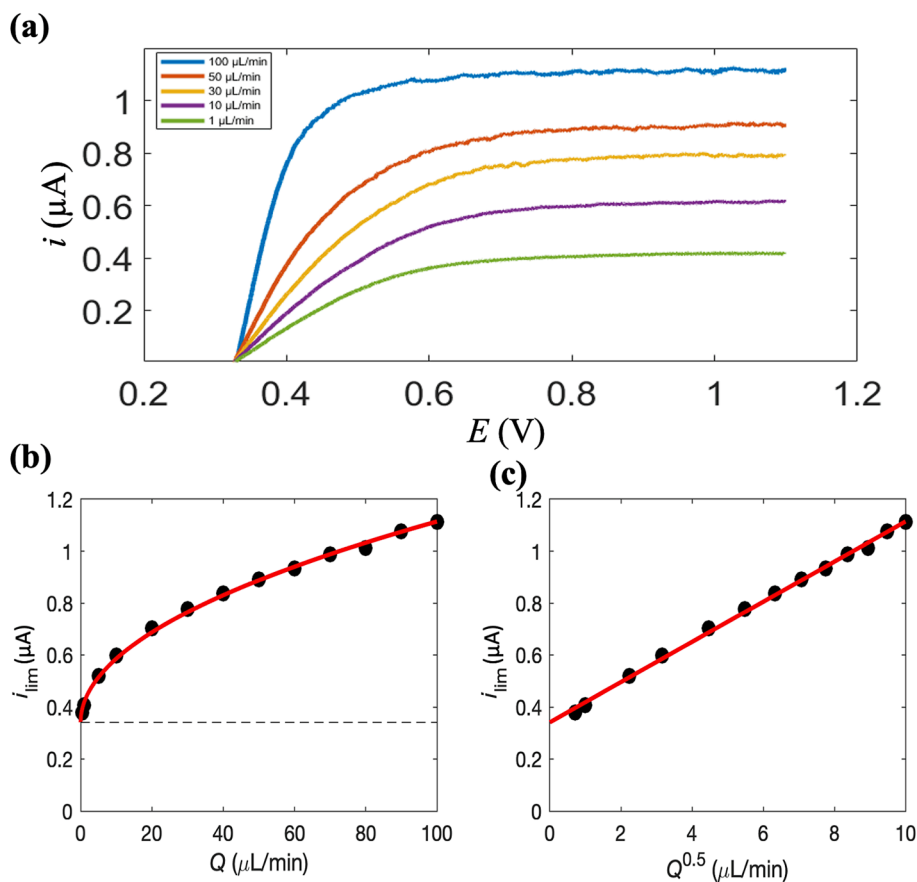 (a)
100 µL/min
50 µL/min
30 µL/min
10 µL/min
1 µL/min
i (µA)
1
0.8
0.6
0.4
0.2
0.2 0.4 0.6 0.8 1 1.2
E (V)
(b)
i_lim (µA)
1.2
1
0.8
0.6
0.4
0.2
0
0 20 40 60 80 100
Q (µL/min)
(c)
i_lim (µA)
1.2
1
0.8
0.6
0.4
0.2
0
0 2 4 6 8 10
Q^0.5 (µL/min)